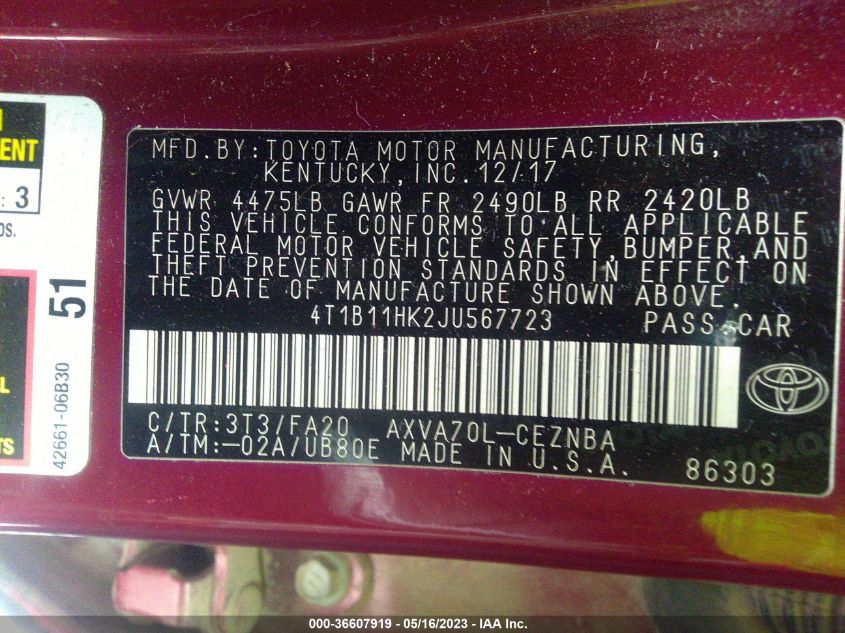 ENT
: 3
OS.
51
42661-06B30
MFD.BY:TOYOTA MOTOR MANUFACTURING,
KENTUCKY,INC.12/17
GVWR 4475LB GAWR FR 2490LB RR 2420LB
THIS VEHICLE CONFORMS TO ALL APPLICABLE
FEDERAL MOTOR VEHICLE SAFETY,BUMPER,AND
THEFT PREVENTION STANDARDS IN EFFECT ON
THE DATE OF MANUFACTURE SHOWN ABOVE.
4T1B11HK2JU567723 PASS-CAR
C/TR:3T3/FA20 AXVA70L-CEZNBA
A/TM:-02A/UB80E MADE IN U.S.A.
86303
000-36607919 - 05/16/2023 - IAA Inc.